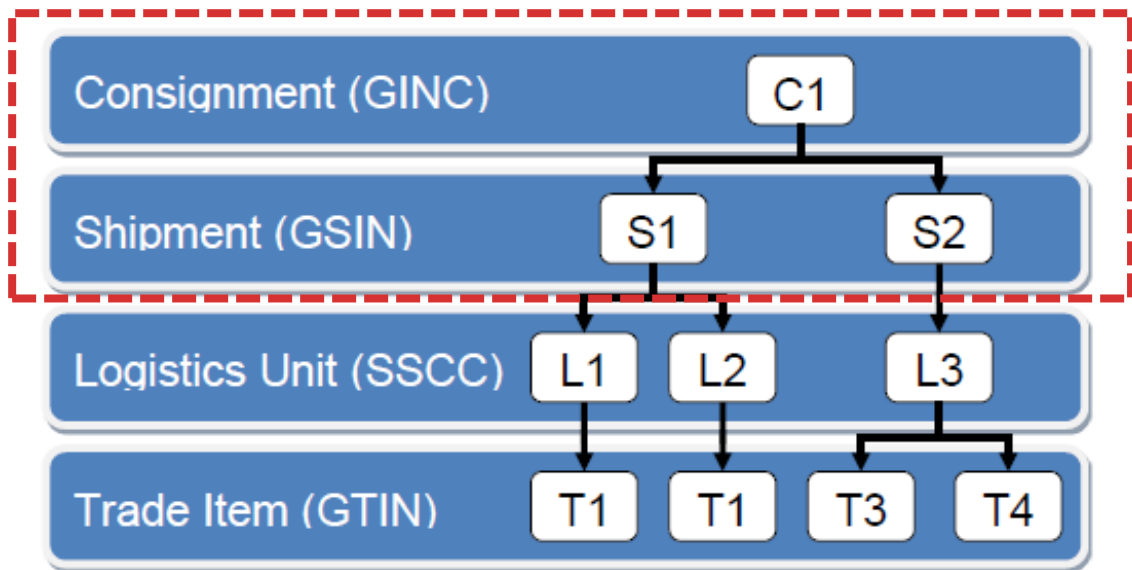 Consignment (GINC) C1
Shipment (GSIN) S1 S2
Logistics Unit (SSCC) L1 L2 L3
Trade Item (GTIN) T1 T1 T3 T4